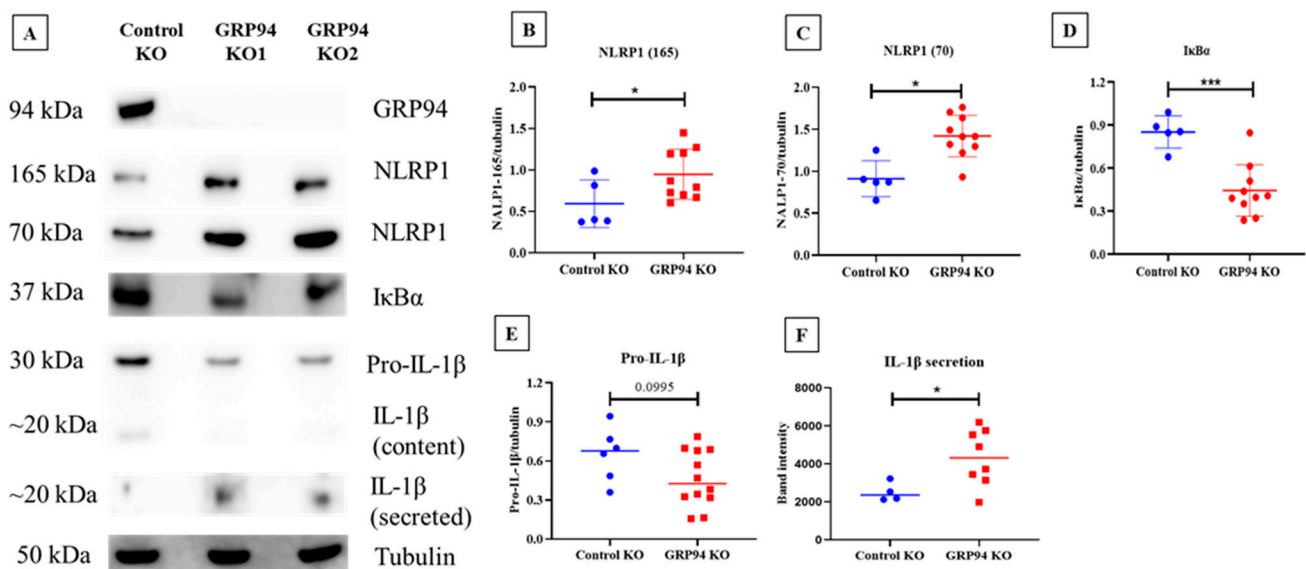 A
Control KO
GRP94 KO1
GRP94 KO2
94 kDa
GRP94
165 kDa
NLRP1
70 kDa
NLRP1
37 kDa
IκBα
30 kDa
Pro-IL-1β
~20 kDa
IL-1β (content)
~20 kDa
IL-1β (secreted)
50 kDa
Tubulin
B
NLRP1 (165)
*
NALP1-165/tubulin
2.0
1.5
1.0
0.5
0.0
Control KO
GRP94 KO
C
NLRP1 (70)
*
NALP1-70/tubulin
2.0
1.5
1.0
0.5
0.0
Control KO
GRP94 KO
D
IκBα
***
IκBα/tubulin
1.2
0.9
0.6
0.3
0.0
Control KO
GRP94 KO
E
Pro-IL-1β
0.0995
Pro-IL-1β/tubulin
1.2
0.9
0.6
0.3
0.0
Control KO
GRP94 KO
F
IL-1β secretion
*
Band intensity
8000
6000
4000
2000
0
Control KO
GRP94 KO